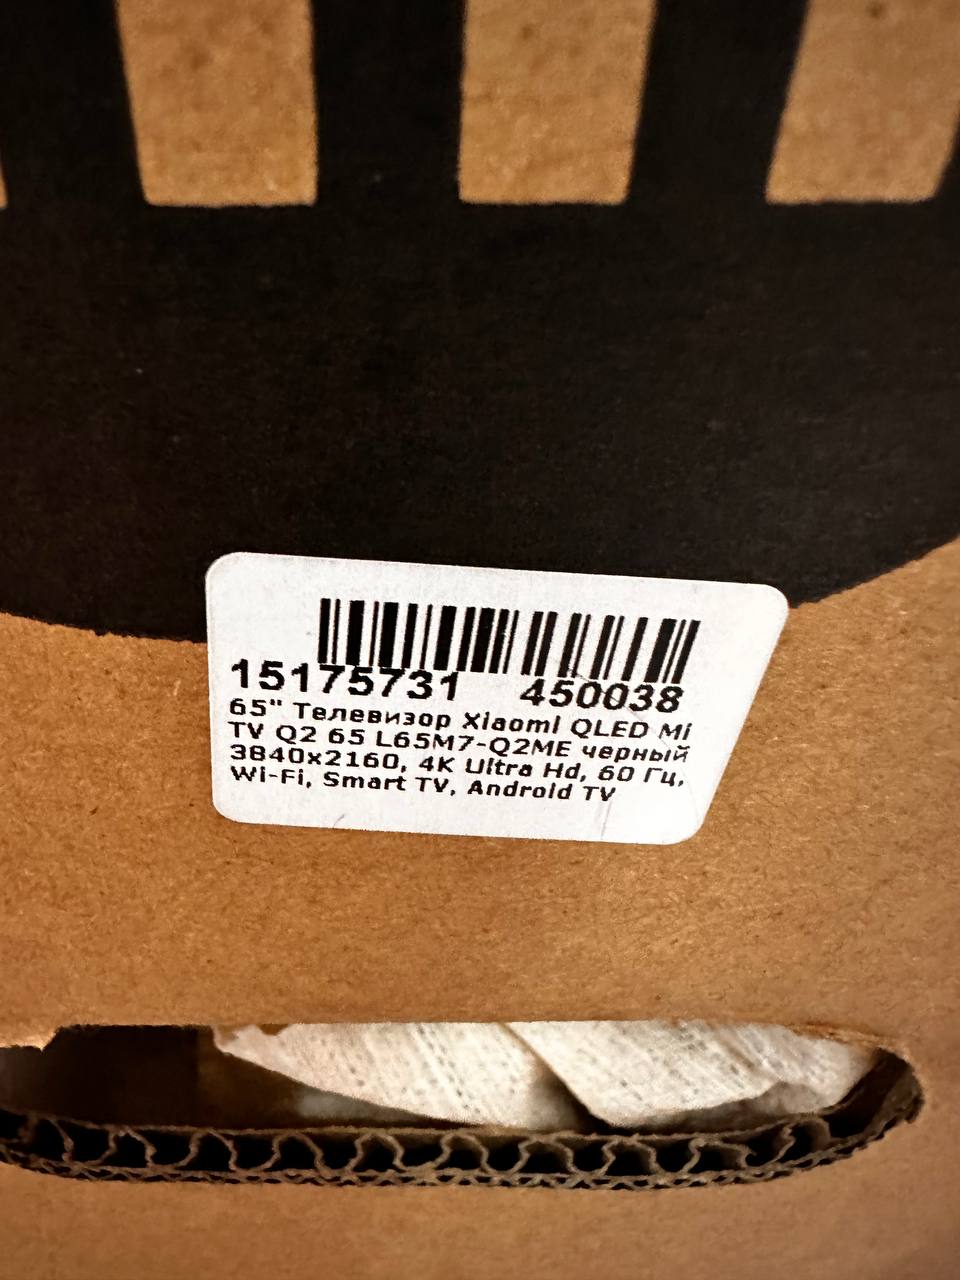 15175731 450038
65" Телевизор Xiaomi QLED Mi
TV Q2 65 L65M7-Q2ME черный
3840x2160, 4K Ultra Hd, 60 Гц,
Wi-Fi, Smart TV, Android TV